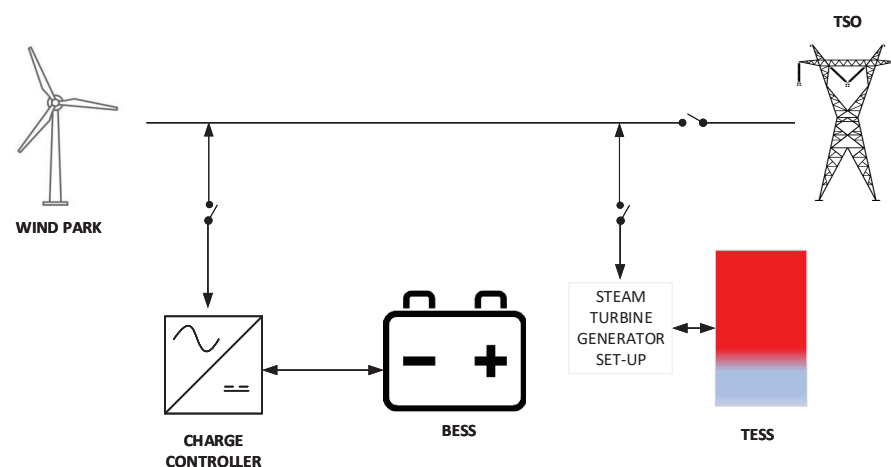 TSO
WIND PARK
STEAM
TURBINE
GENERATOR
SET-UP
BESS
TESS
CHARGE
CONTROLLER